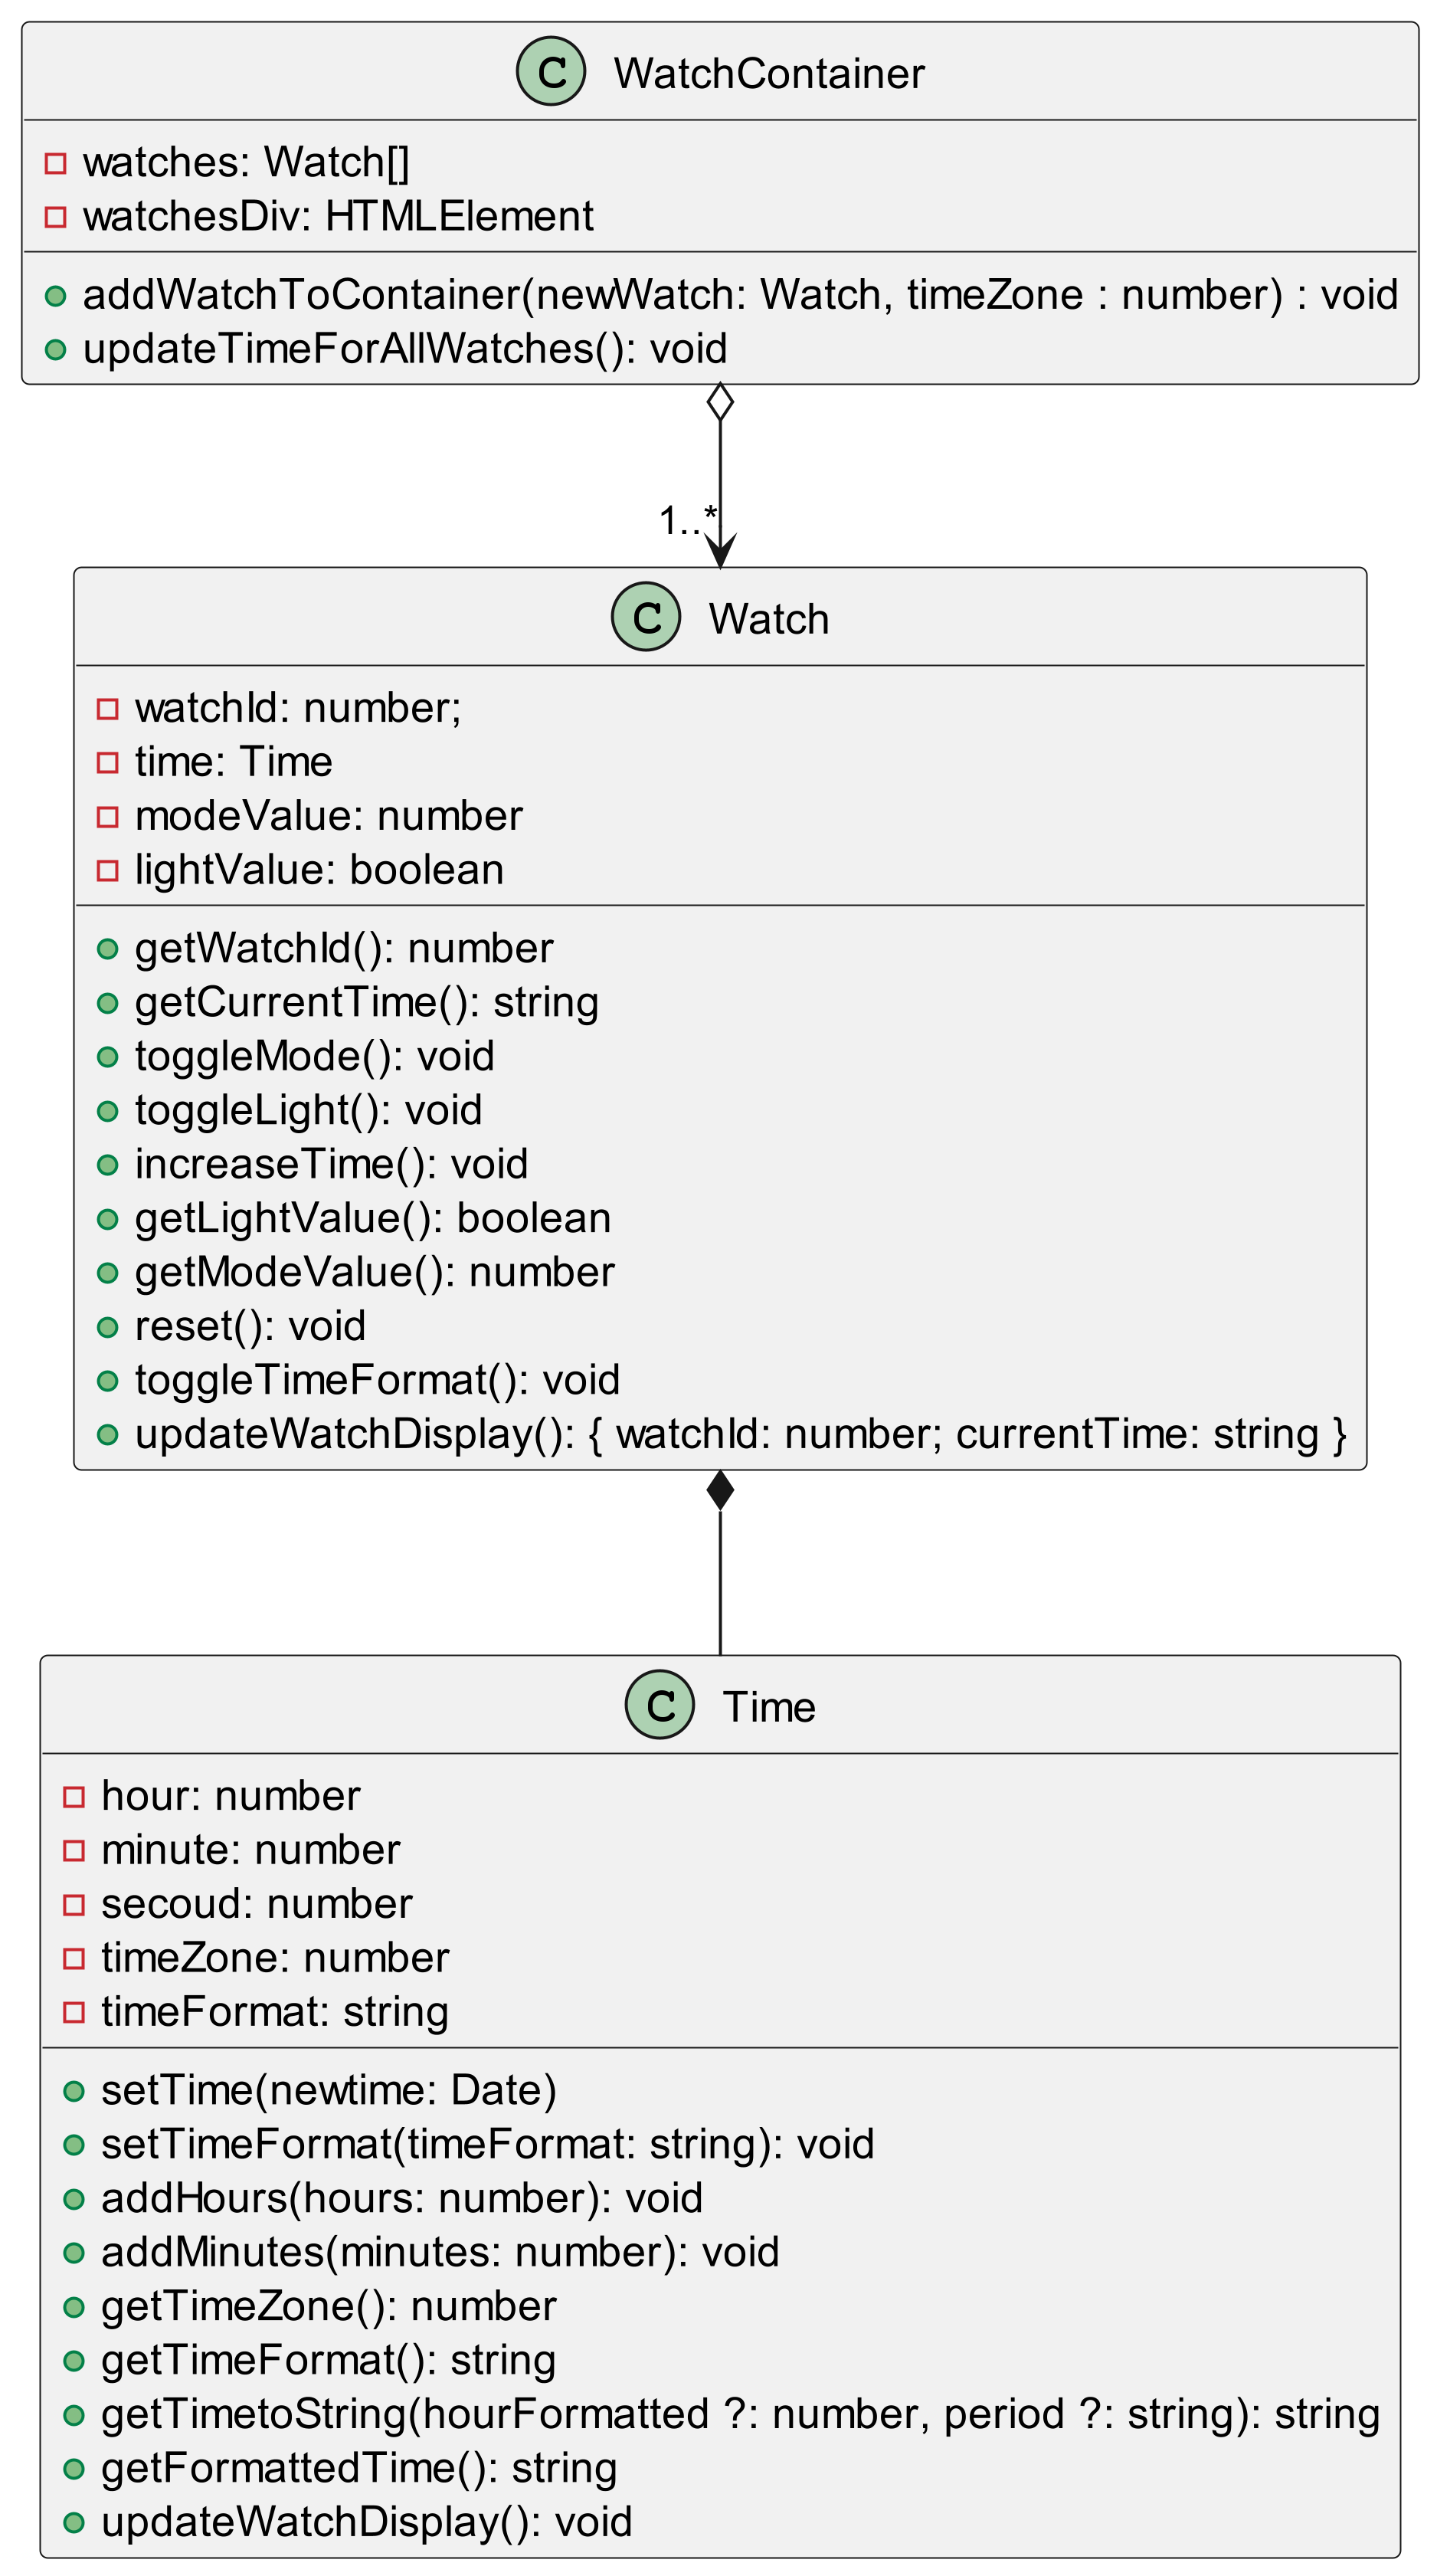 C WatchContainer
watches: Watch[]
watchesDiv: HTMLElement
addWatchToContainer(newWatch: Watch, timeZone : number) : void
updateTimeForAllWatches(): void
1..*
C Watch
watchId: number;
time: Time
modeValue: number
lightValue: boolean
getWatchId(): number
getCurrentTime(): string
toggleMode(): void
toggleLight(): void
increaseTime(): void
getLightValue(): boolean
getModeValue(): number
reset(): void
toggleTimeFormat(): void
updateWatchDisplay(): { watchId: number; currentTime: string }
C Time
hour: number
minute: number
secoud: number
timeZone: number
timeFormat: string
setTime(newtime: Date)
setTimeFormat(timeFormat: string): void
addHours(hours: number): void
addMinutes(minutes: number): void
getTimeZone(): number
getTimeFormat(): string
getTimetoString(hourFormatted ?: number, period ?: string): string
getFormattedTime(): string
updateWatchDisplay(): void